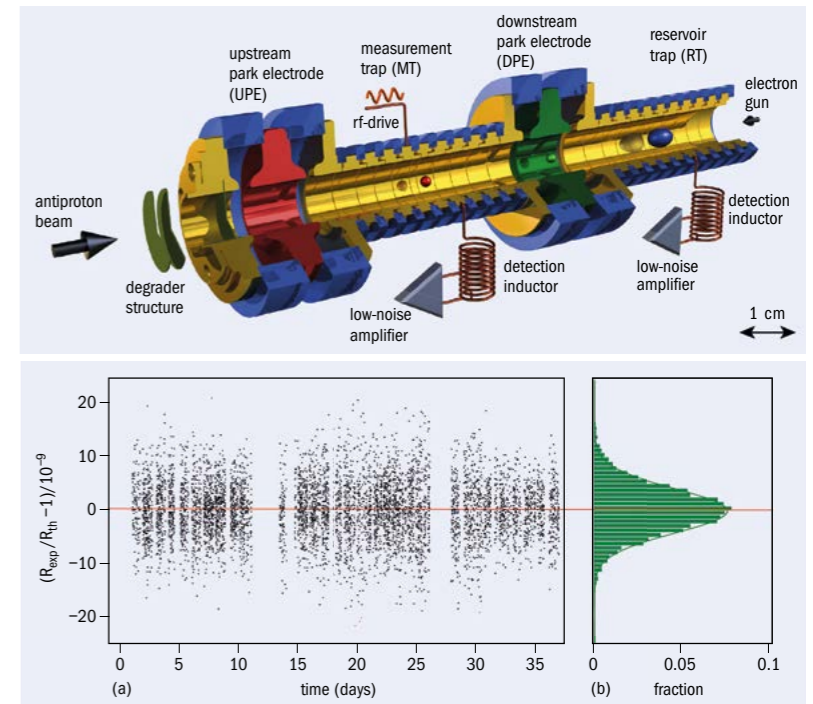 upstream
park electrode
(UPE)
measurement
trap (MT)
rf-drive
downstream
park electrode
(DPE)
reservoir
trap (RT)
electron
gun
antiproton
beam
degrader
structure
low-noise
amplifier
detection
inductor
low-noise
amplifier
detection
inductor
1 cm
(Rexp/Rth −1)/10−9
20
10
0
−10
−20
0 5 10 15 20 25 30 35
(a) time (days)
0 0.05 0.1
(b) fraction